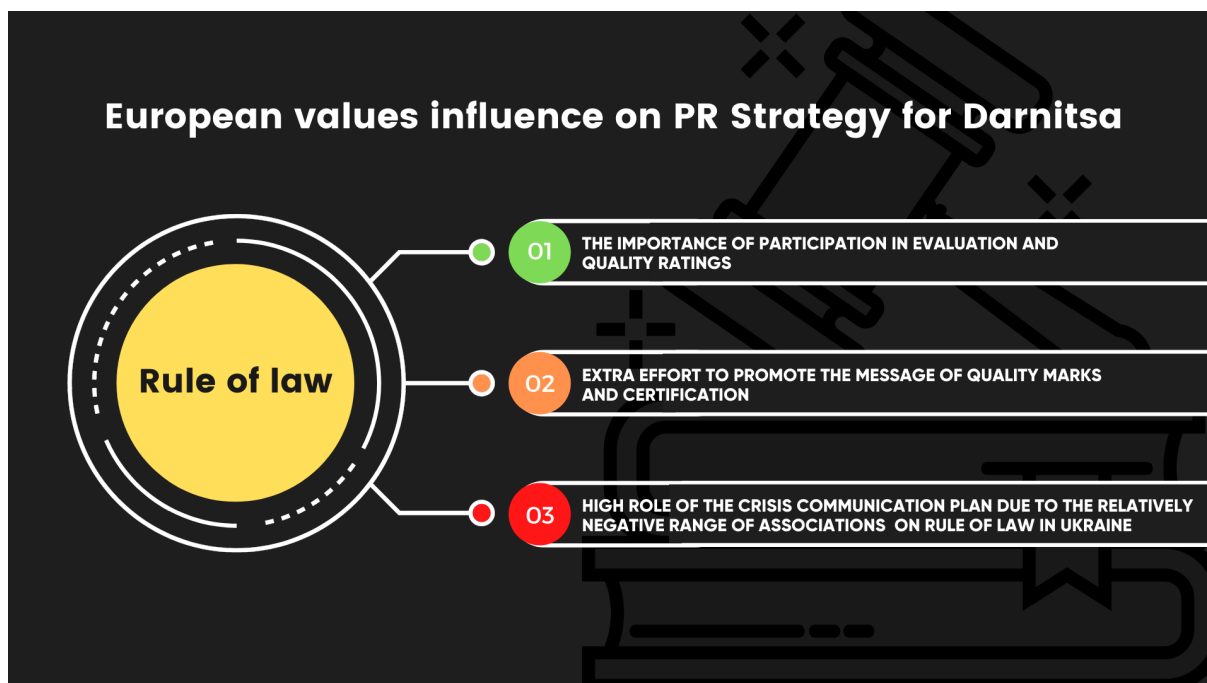 European values influence on PR Strategy for Darnitsa
Rule of law
01
THE IMPORTANCE OF PARTICIPATION IN EVALUATION AND
QUALITY RATINGS
02
EXTRA EFFORT TO PROMOTE THE MESSAGE OF QUALITY MARKS
AND CERTIFICATION
03
HIGH ROLE OF THE CRISIS COMMUNICATION PLAN DUE TO THE RELATIVELY
NEGATIVE RANGE OF ASSOCIATIONS ON RULE OF LAW IN UKRAINE